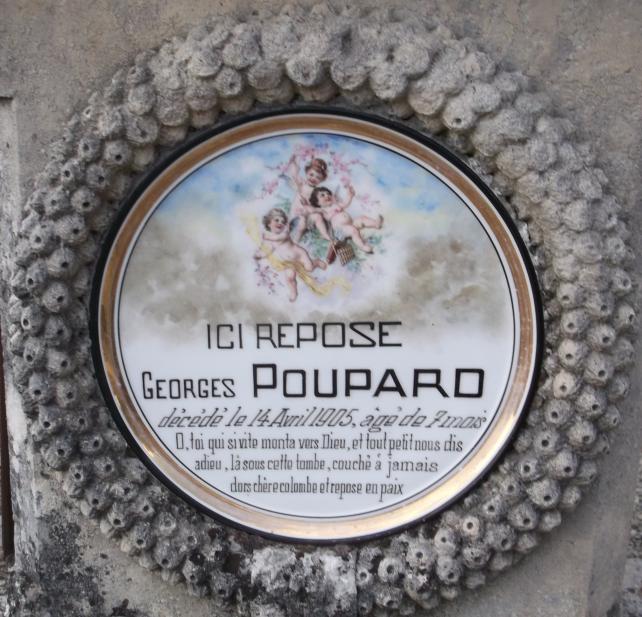 ICI REPOSE
GEORGES POUPARD
décédé le 14 Avril 1905, âgé de 7 mois
O, toi qui si vite monta vers Dieu, et tout petit nous dis
adieu, là sous cette tombe, couché à jamais
dors chère colombe et repose en paix